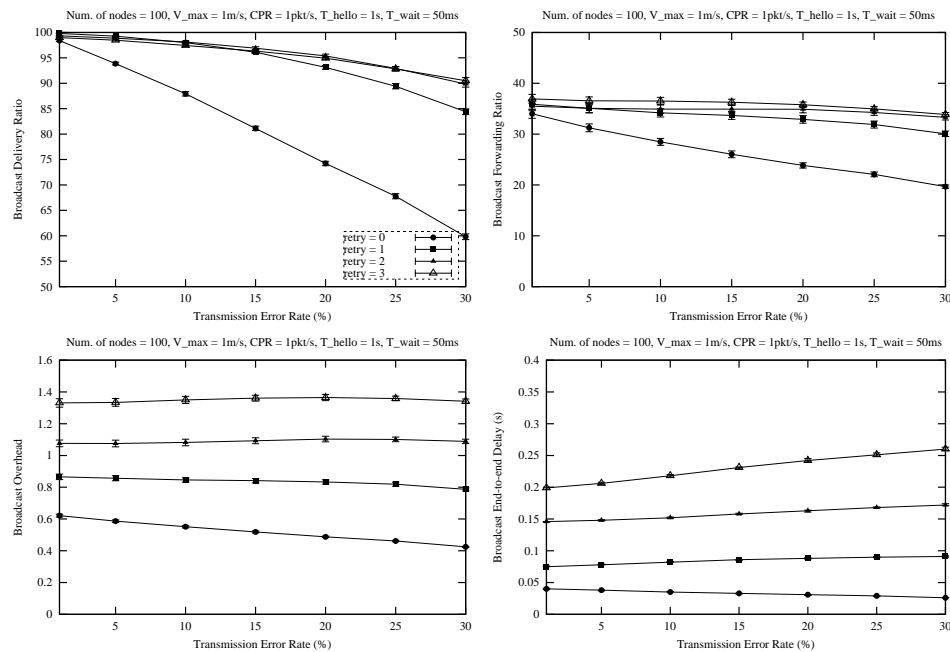 Num. of nodes = 100, V_max = 1m/s, CPR = 1pkt/s, T_hello = 1s, T_wait = 50ms
100
95
90
85
80
75
70
65
60
55
50
Broadcast Delivery Ratio
retry = 0
retry = 1
retry = 2
retry = 3
5 10 15 20 25 30
Transmission Error Rate (%)
Num. of nodes = 100, V_max = 1m/s, CPR = 1pkt/s, T_hello = 1s, T_wait = 50ms
50
40
30
20
10
0
Broadcast Forwarding Ratio
5 10 15 20 25 30
Transmission Error Rate (%)
Num. of nodes = 100, V_max = 1m/s, CPR = 1pkt/s, T_hello = 1s, T_wait = 50ms
1.6
1.4
1.2
1
0.8
0.6
0.4
0.2
0
Broadcast Overhead
5 10 15 20 25 30
Transmission Error Rate (%)
Num. of nodes = 100, V_max = 1m/s, CPR = 1pkt/s, T_hello = 1s, T_wait = 50ms
0.4
0.35
0.3
0.25
0.2
0.15
0.1
0.05
0
Broadcast End-to-end Delay (s)
5 10 15 20 25 30
Transmission Error Rate (%)